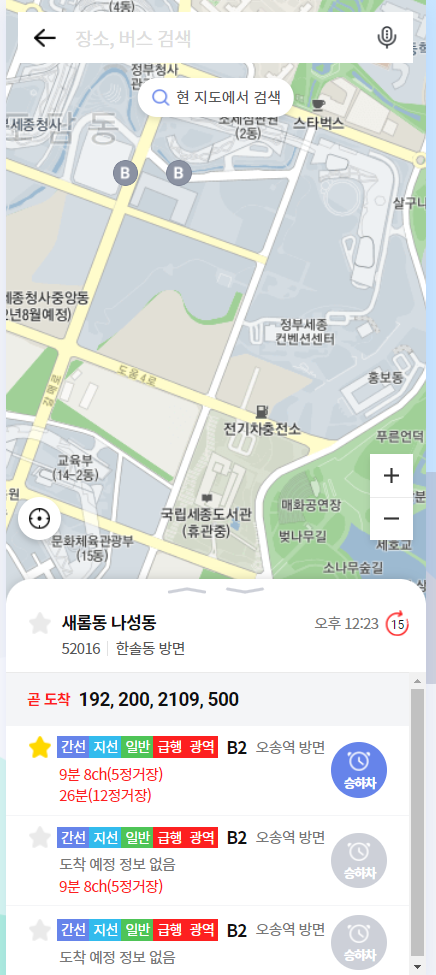 (4동)
장소, 버스 검색
정부청사
현 지도에서 검색
(2동)
스타벅스
B B
살구나
세종청사중앙동
2년8월예정)
정부세종
컨벤션센터
도움4로
홍보동
전기차충전소
푸른언덕
교육부
(14-2동)
+
원
매화공연장
국립세종도서관
(휴관중)
−
벚나무길
문화체육관광부
(15동)
세호교
소나무숲길
새롬동 나성동
오후 12:23
15
52016 한솔동 방면
곧 도착 192, 200, 2109, 500
간선 지선 일반 급행 광역 B2 오송역 방면
9분 8ch(5정거장)
26분(12정거장)
승하차
간선 지선 일반 급행 광역 B2 오송역 방면
도착 예정 정보 없음
9분 8ch(5정거장)
승하차
간선 지선 일반 급행 광역 B2 오송역 방면
도착 예정 정보 없음
승하차